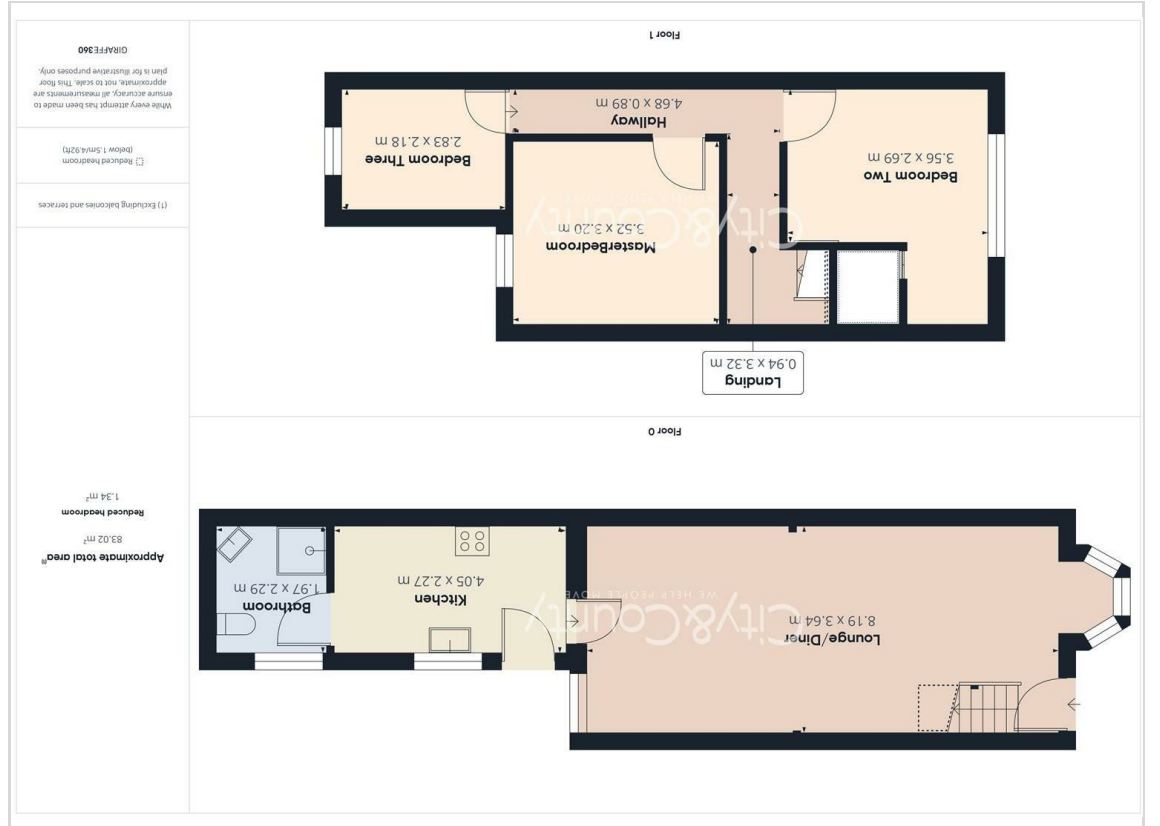 Lounge/Diner
8.19 x 3.64 m
Kitchen
4.05 x 2.27 m
Bathroom
1.97 x 2.29 m
City&County
WE HELP PEOPLE MOVE
Floor 0
Landing
0.94 x 3.32 m
MasterBedroom
3.52 x 3.20 m
City&County
Bedroom Two
3.56 x 2.69 m
Bedroom Three
2.83 x 2.18 m
Hallway
4.68 x 0.89 m
Floor 1
Approximate total area(1)
83.02 m²
Reduced headroom
1.34 m²
(1) Excluding balconies and terraces
Reduced headroom
(below 1.5m/4.92ft)
While every attempt has been made to
ensure accuracy, all measurements are
approximate, not to scale. This floor
plan is for illustrative purposes only.
GIRAFFE360